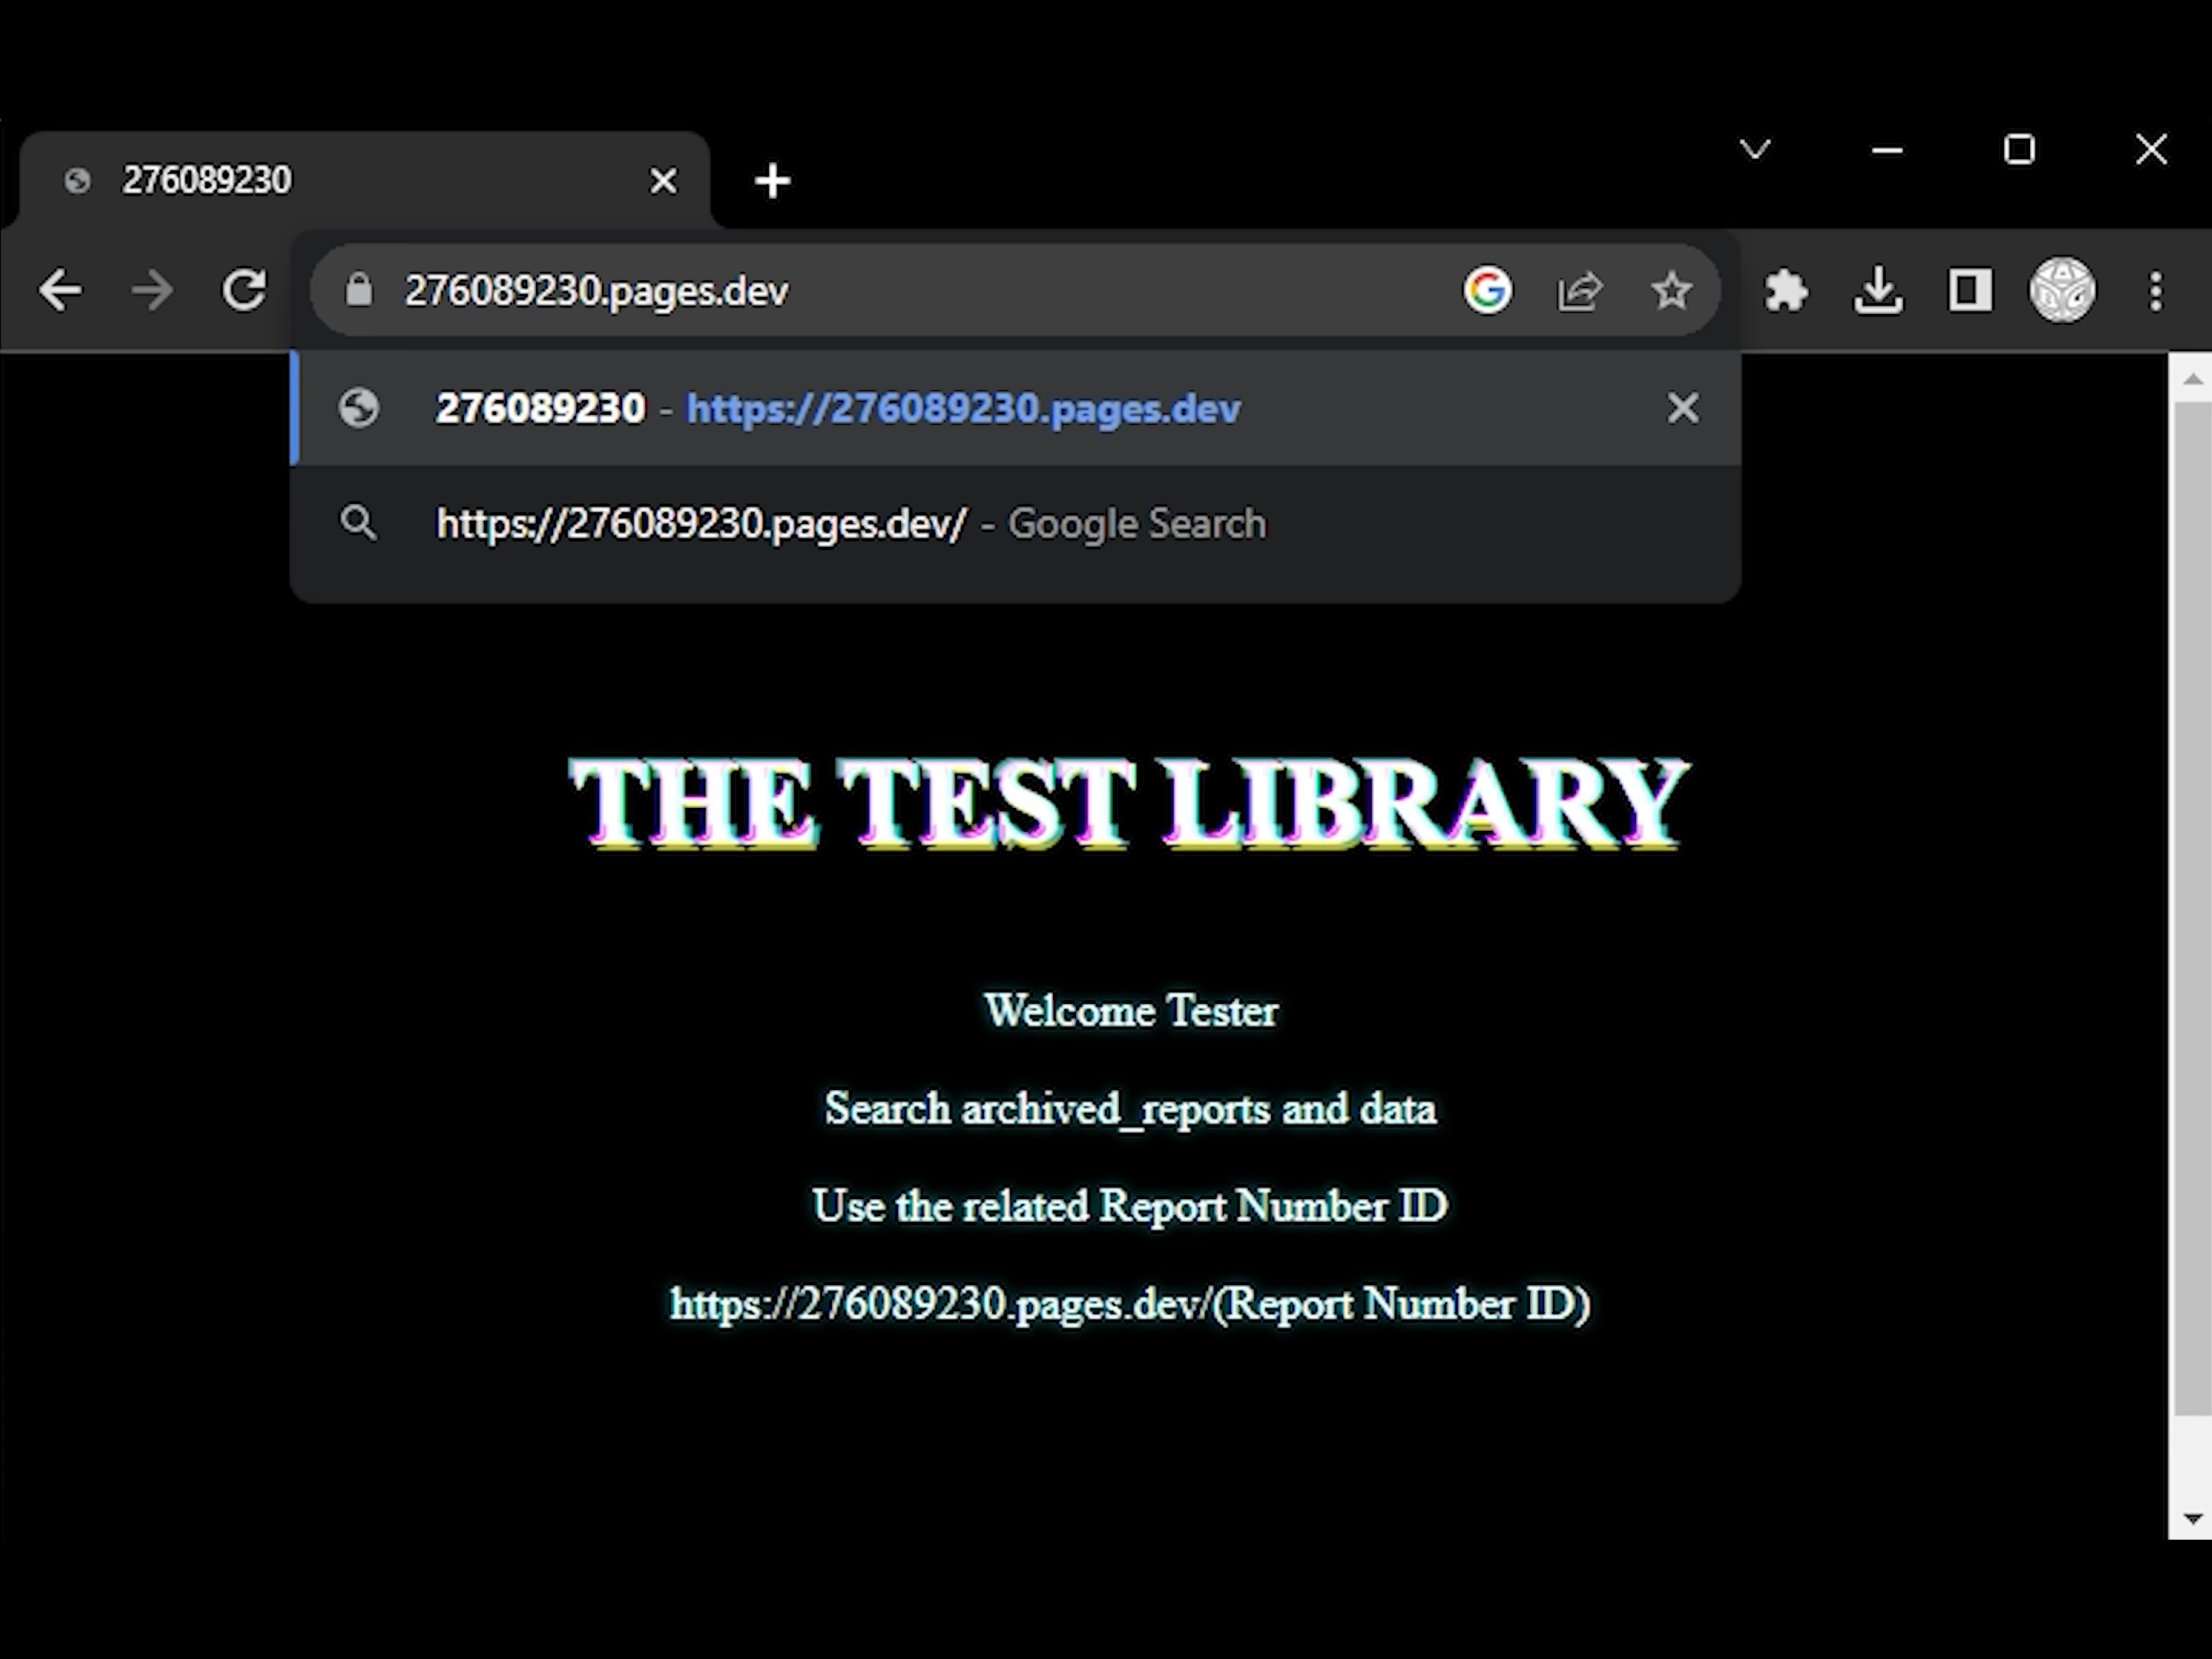 276089230
276089230.pages.dev
276089230 - https://276089230.pages.dev
https://276089230.pages.dev/ - Google Search
THE TEST LIBRARY
Welcome Tester
Search archived_reports and data
Use the related Report Number ID
https://276089230.pages.dev/(Report Number ID)